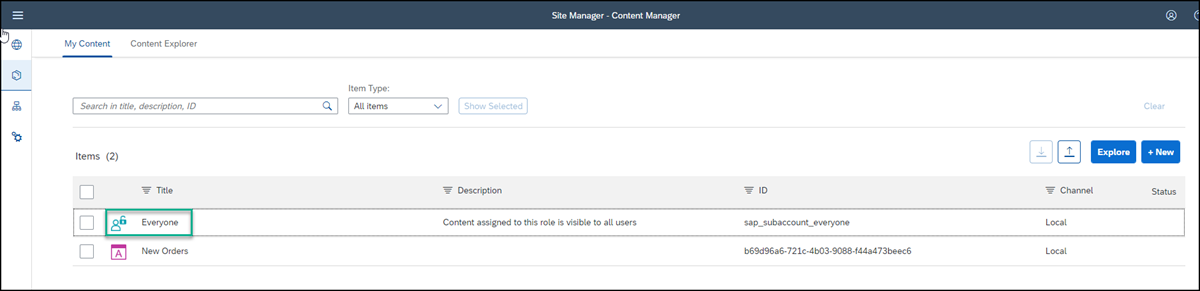 Site Manager - Content Manager
My Content Content Explorer
Item Type:
Search in title, description, ID All items Show Selected Clear
Items (2) Explore + New
Title Description ID Channel Status
Everyone Content assigned to this role is visible to all users sap_subaccount_everyone Local
A New Orders b69d96a6-721c-4b03-9088-f44a473beec6 Local